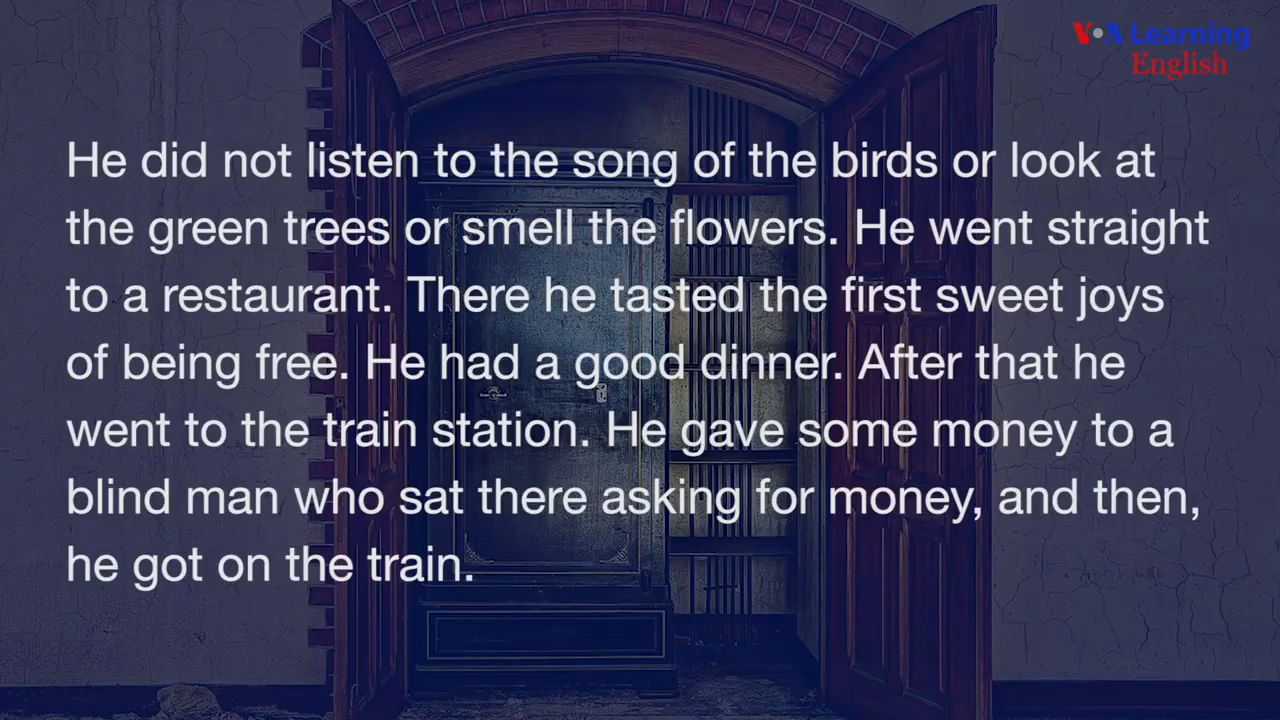 VOA Learning
English
He did not listen to the song of the birds or look at
the green trees or smell the flowers. He went straight
to a restaurant. There he tasted the first sweet joys
of being free. He had a good dinner. After that he
went to the train station. He gave some money to a
blind man who sat there asking for money, and then,
he got on the train.